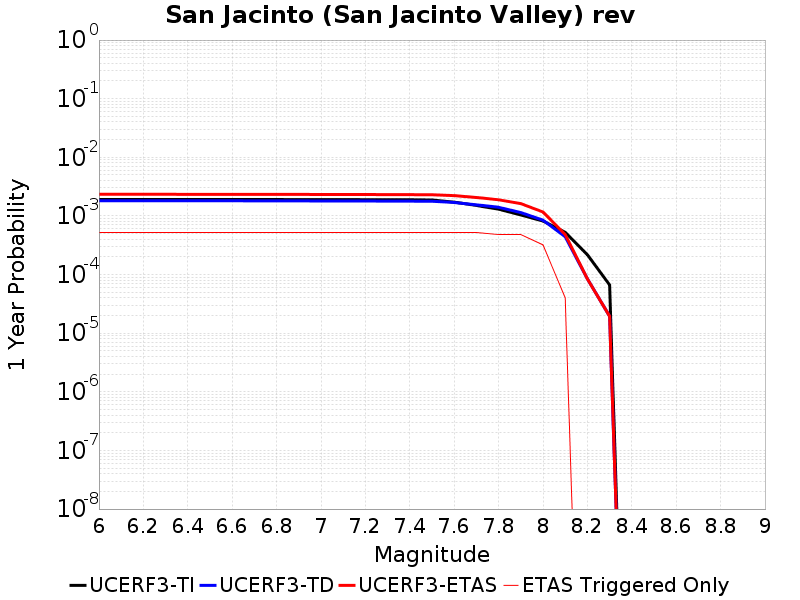 San Jacinto (San Jacinto Valley) rev
1 Year Probability
10^0
10^-1
10^-2
10^-3
10^-4
10^-5
10^-6
10^-7
10^-8
6 6.2 6.4 6.6 6.8 7 7.2 7.4 7.6 7.8 8 8.2 8.4 8.6 8.8 9
Magnitude
UCERF3-TI UCERF3-TD UCERF3-ETAS ETAS Triggered Only